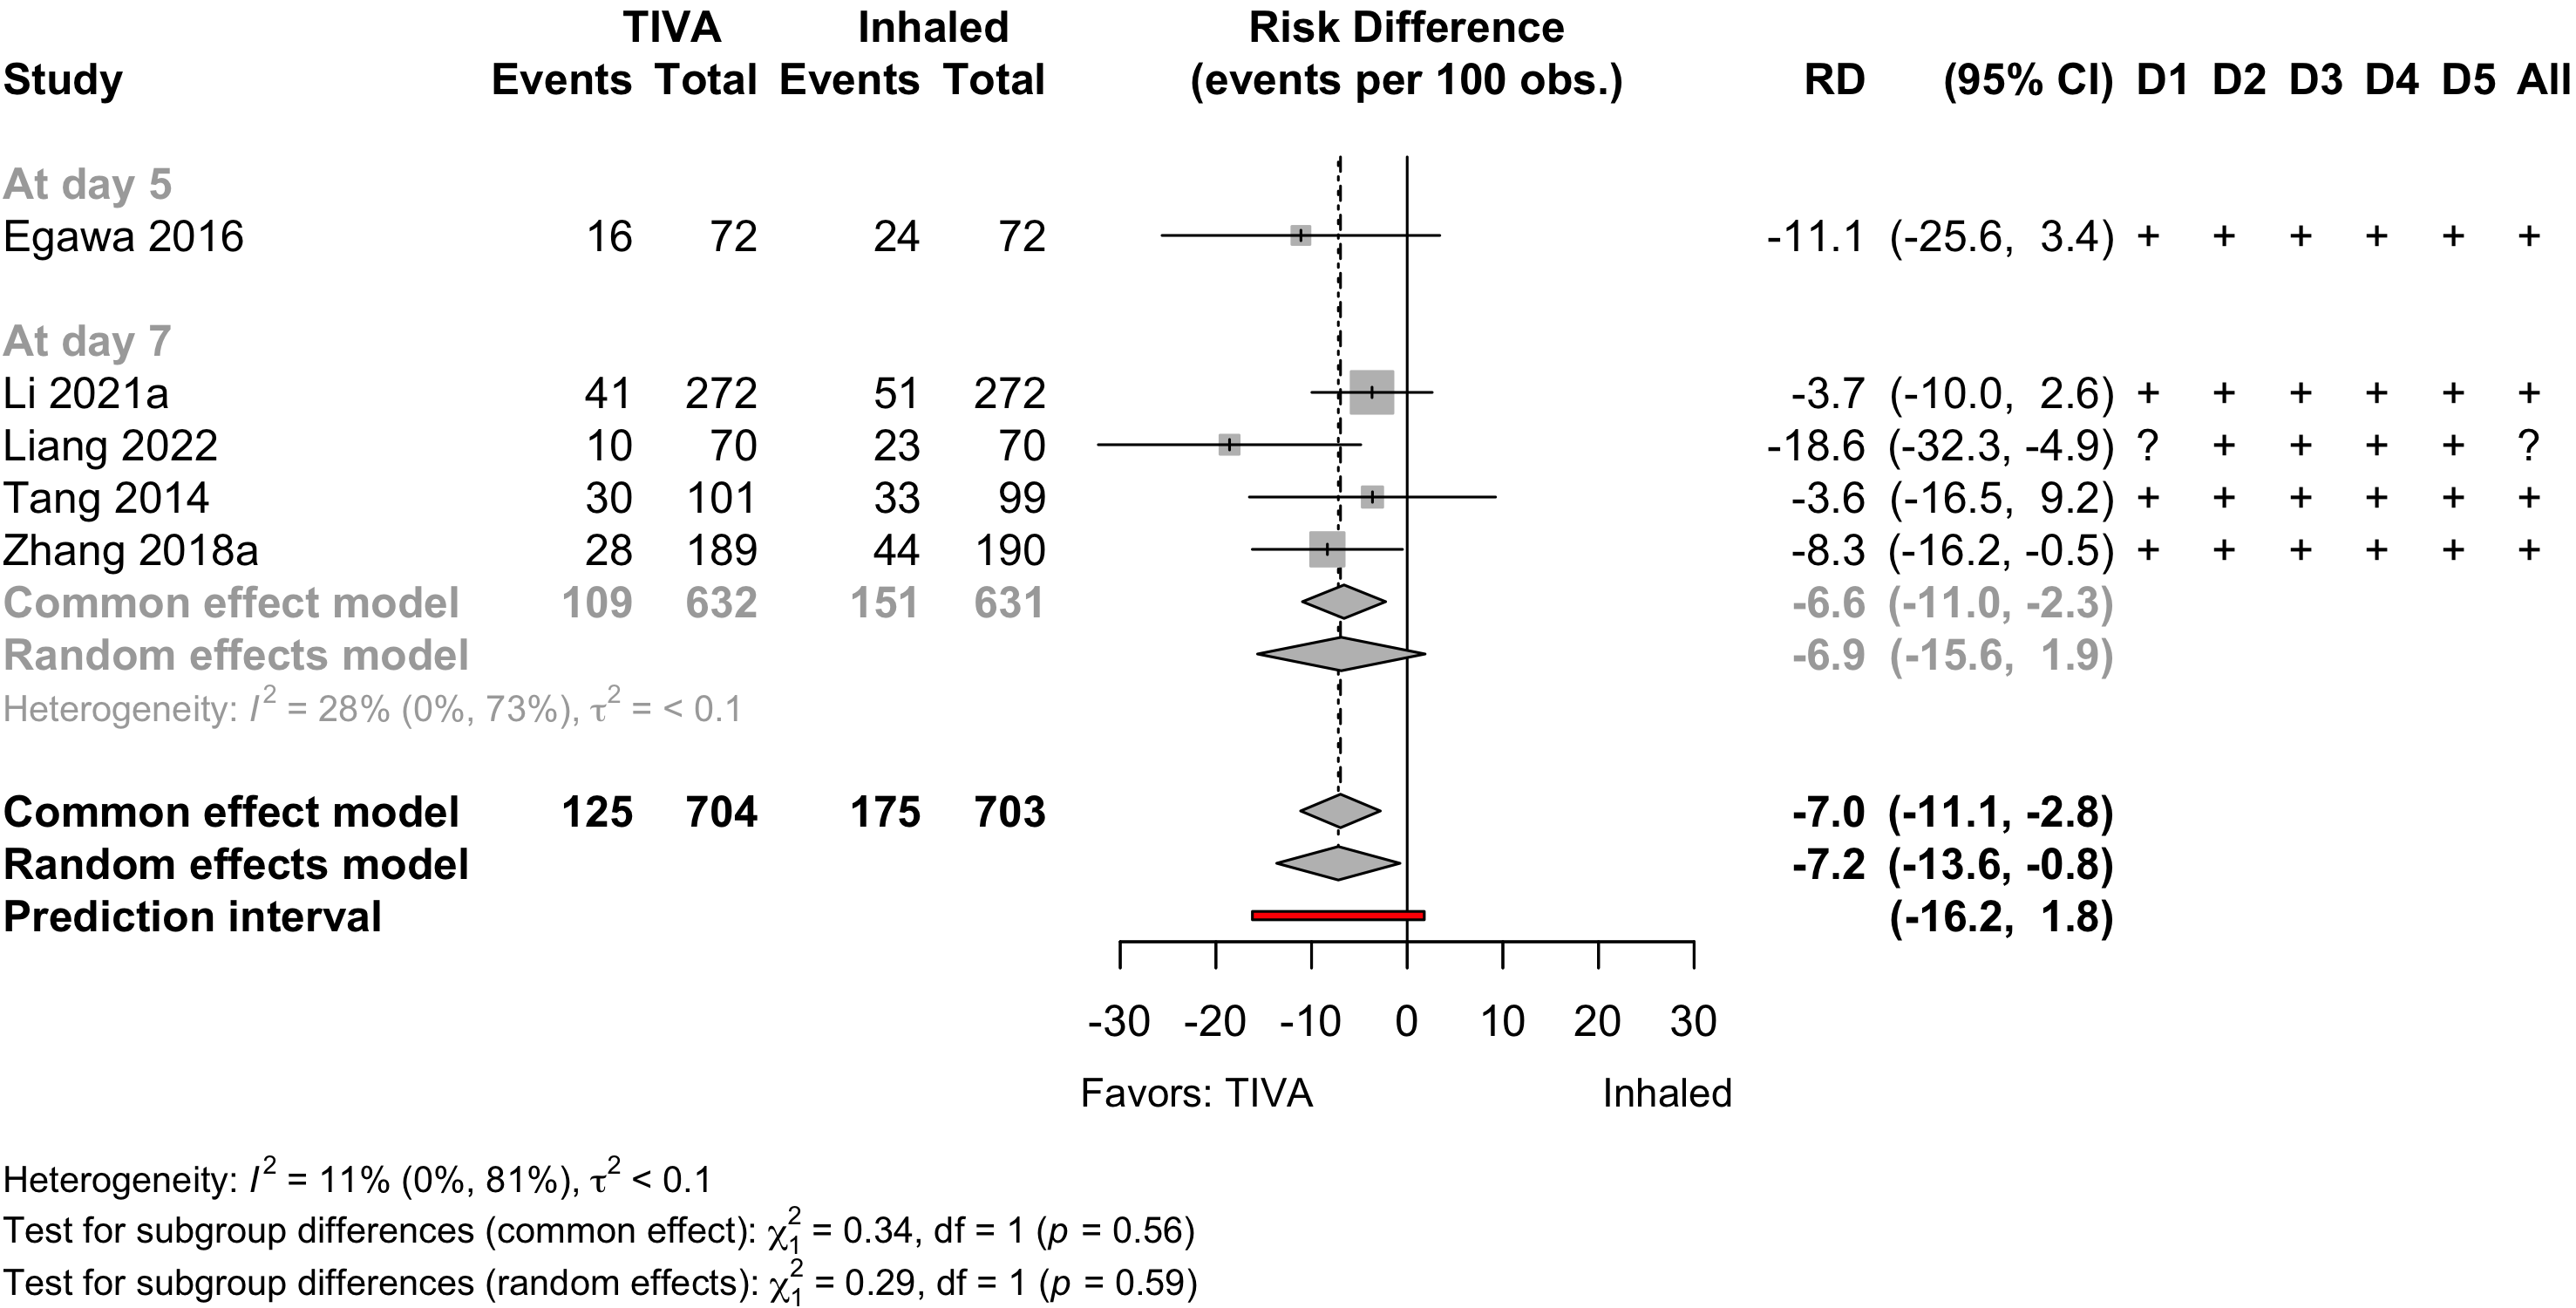 TIVA Inhaled Risk Difference
Study Events Total Events Total (events per 100 obs.) RD (95% CI) D1 D2 D3 D4 D5 All
At day 5
Egawa 2016 16 72 24 72 -11.1 (-25.6, 3.4) + + + + + +
At day 7
Li 2021a 41 272 51 272 -3.7 (-10.0, 2.6) + + + + + +
Liang 2022 10 70 23 70 -18.6 (-32.3, -4.9) ? + + + + ?
Tang 2014 30 101 33 99 -3.6 (-16.5, 9.2) + + + + + +
Zhang 2018a 28 189 44 190 -8.3 (-16.2, -0.5) + + + + + +
Common effect model 109 632 151 631 -6.6 (-11.0, -2.3)
Random effects model -6.9 (-15.6, 1.9)
Heterogeneity: I² = 28% (0%, 73%), τ² = < 0.1
Common effect model 125 704 175 703 -7.0 (-11.1, -2.8)
Random effects model -7.2 (-13.6, -0.8)
Prediction interval (-16.2, 1.8)
-30 -20 -10 0 10 20 30
Favors: TIVA Inhaled
Heterogeneity: I² = 11% (0%, 81%), τ² < 0.1
Test for subgroup differences (common effect): χ²₁ = 0.34, df = 1 (p = 0.56)
Test for subgroup differences (random effects): χ²₁ = 0.29, df = 1 (p = 0.59)